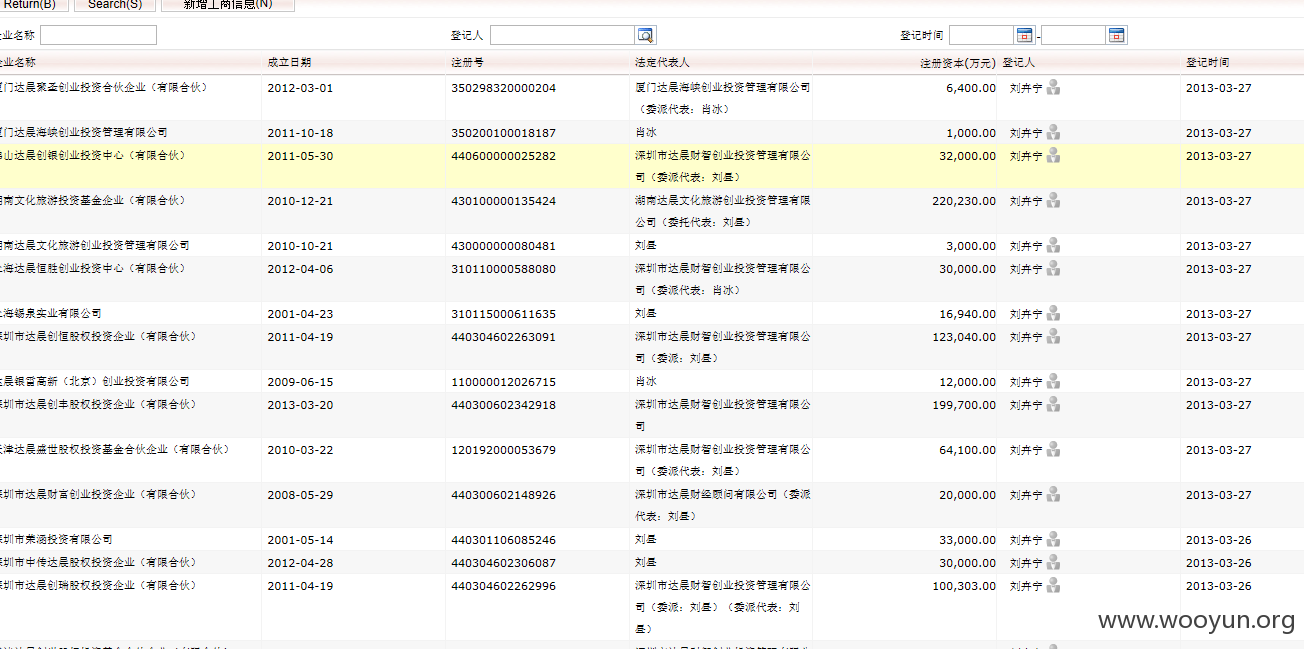 Return(B) Search(S) 新增工商信息(N)
业名称 登记人 登记时间 -
业名称 成立日期 注册号 法定代表人 注册资本(万元) 登记人 登记时间
门达晨聚圣创业投资合伙企业（有限合伙） 2012-03-01 350298320000204 厦门达晨海峡创业投资管理有限公司 6,400.00 刘卉宁 2013-03-27
（委派代表：肖冰）
门达晨海峡创业投资管理有限公司 2011-10-18 350200100018187 肖冰 1,000.00 刘卉宁 2013-03-27
山达晨创银创业投资中心（有限合伙） 2011-05-30 440600000025282 深圳市达晨财智创业投资管理有限公 32,000.00 刘卉宁 2013-03-27
司（委派代表：刘昼）
南文化旅游投资基金企业（有限合伙） 2010-12-21 430100000135424 湖南达晨文化旅游创业投资管理有限 220,230.00 刘卉宁 2013-03-27
公司（委托代表：刘昼）
南达晨文化旅游创业投资管理有限公司 2010-10-21 430000000080481 刘昼 3,000.00 刘卉宁 2013-03-27
海达晨恒胜创业投资中心（有限合伙） 2012-04-06 310110000588080 深圳市达晨财智创业投资管理有限公 30,000.00 刘卉宁 2013-03-27
司（委派代表：肖冰）
海锡泉实业有限公司 2001-04-23 310115000611635 刘昼 16,940.00 刘卉宁 2013-03-27
圳市达晨创恒股权投资企业（有限合伙） 2011-04-19 440304602263091 深圳市达晨财智创业投资管理有限公 123,040.00 刘卉宁 2013-03-27
司（委派：刘昼）
晨银雷高新（北京）创业投资有限公司 2009-06-15 110000012026715 肖冰 12,000.00 刘卉宁 2013-03-27
圳市达晨创丰股权投资企业（有限合伙） 2013-03-20 440300602342918 深圳市达晨财智创业投资管理有限公 199,700.00 刘卉宁 2013-03-27
司
津达晨盛世股权投资基金合伙企业（有限合伙） 2010-03-22 120192000053679 深圳市达晨财智创业投资管理有限公 64,100.00 刘卉宁 2013-03-27
司（委派代表：刘昼）
圳市达晨财富创业投资企业（有限合伙） 2008-05-29 440300602148926 深圳市达晨财经顾问有限公司（委派 20,000.00 刘卉宁 2013-03-27
代表：刘昼）
圳市荣涵投资有限公司 2001-05-14 440301106085246 刘昼 33,000.00 刘卉宁 2013-03-26
圳市中传达晨股权投资企业（有限合伙） 2012-04-28 440304602306087 刘昼 30,000.00 刘卉宁 2013-03-26
圳市达晨创瑞股权投资企业（有限合伙） 2011-04-19 440304602262996 深圳市达晨财智创业投资管理有限公 100,303.00 刘卉宁 2013-03-26
司（委派：刘昼）（委派代表：刘
昼）
www.wooyun.org